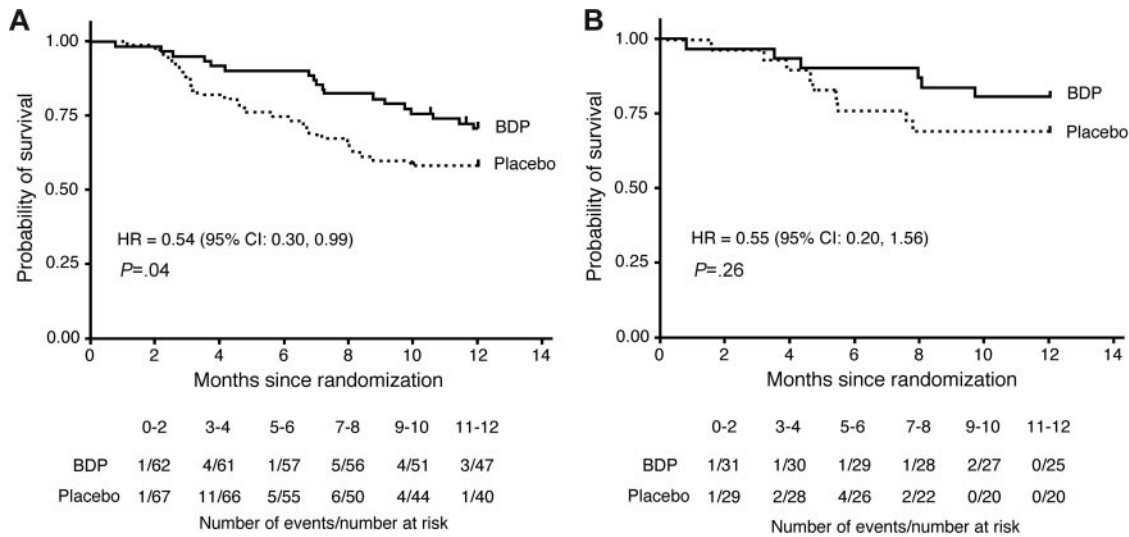 A
1.00
0.75
0.50
0.25
0.00
Probability of survival
BDP
Placebo
HR = 0.54 (95% CI: 0.30, 0.99)
P=.04
0 2 4 6 8 10 12 14
Months since randomization
0-2 3-4 5-6 7-8 9-10 11-12
BDP 1/62 4/61 1/57 5/56 4/51 3/47
Placebo 1/67 11/66 5/55 6/50 4/44 1/40
Number of events/number at risk
B
1.00
0.75
0.50
0.25
0.00
Probability of survival
BDP
Placebo
HR = 0.55 (95% CI: 0.20, 1.56)
P=.26
0 2 4 6 8 10 12 14
Months since randomization
0-2 3-4 5-6 7-8 9-10 11-12
BDP 1/31 1/30 1/29 1/28 2/27 0/25
Placebo 1/29 2/28 4/26 2/22 0/20 0/20
Number of events/number at risk